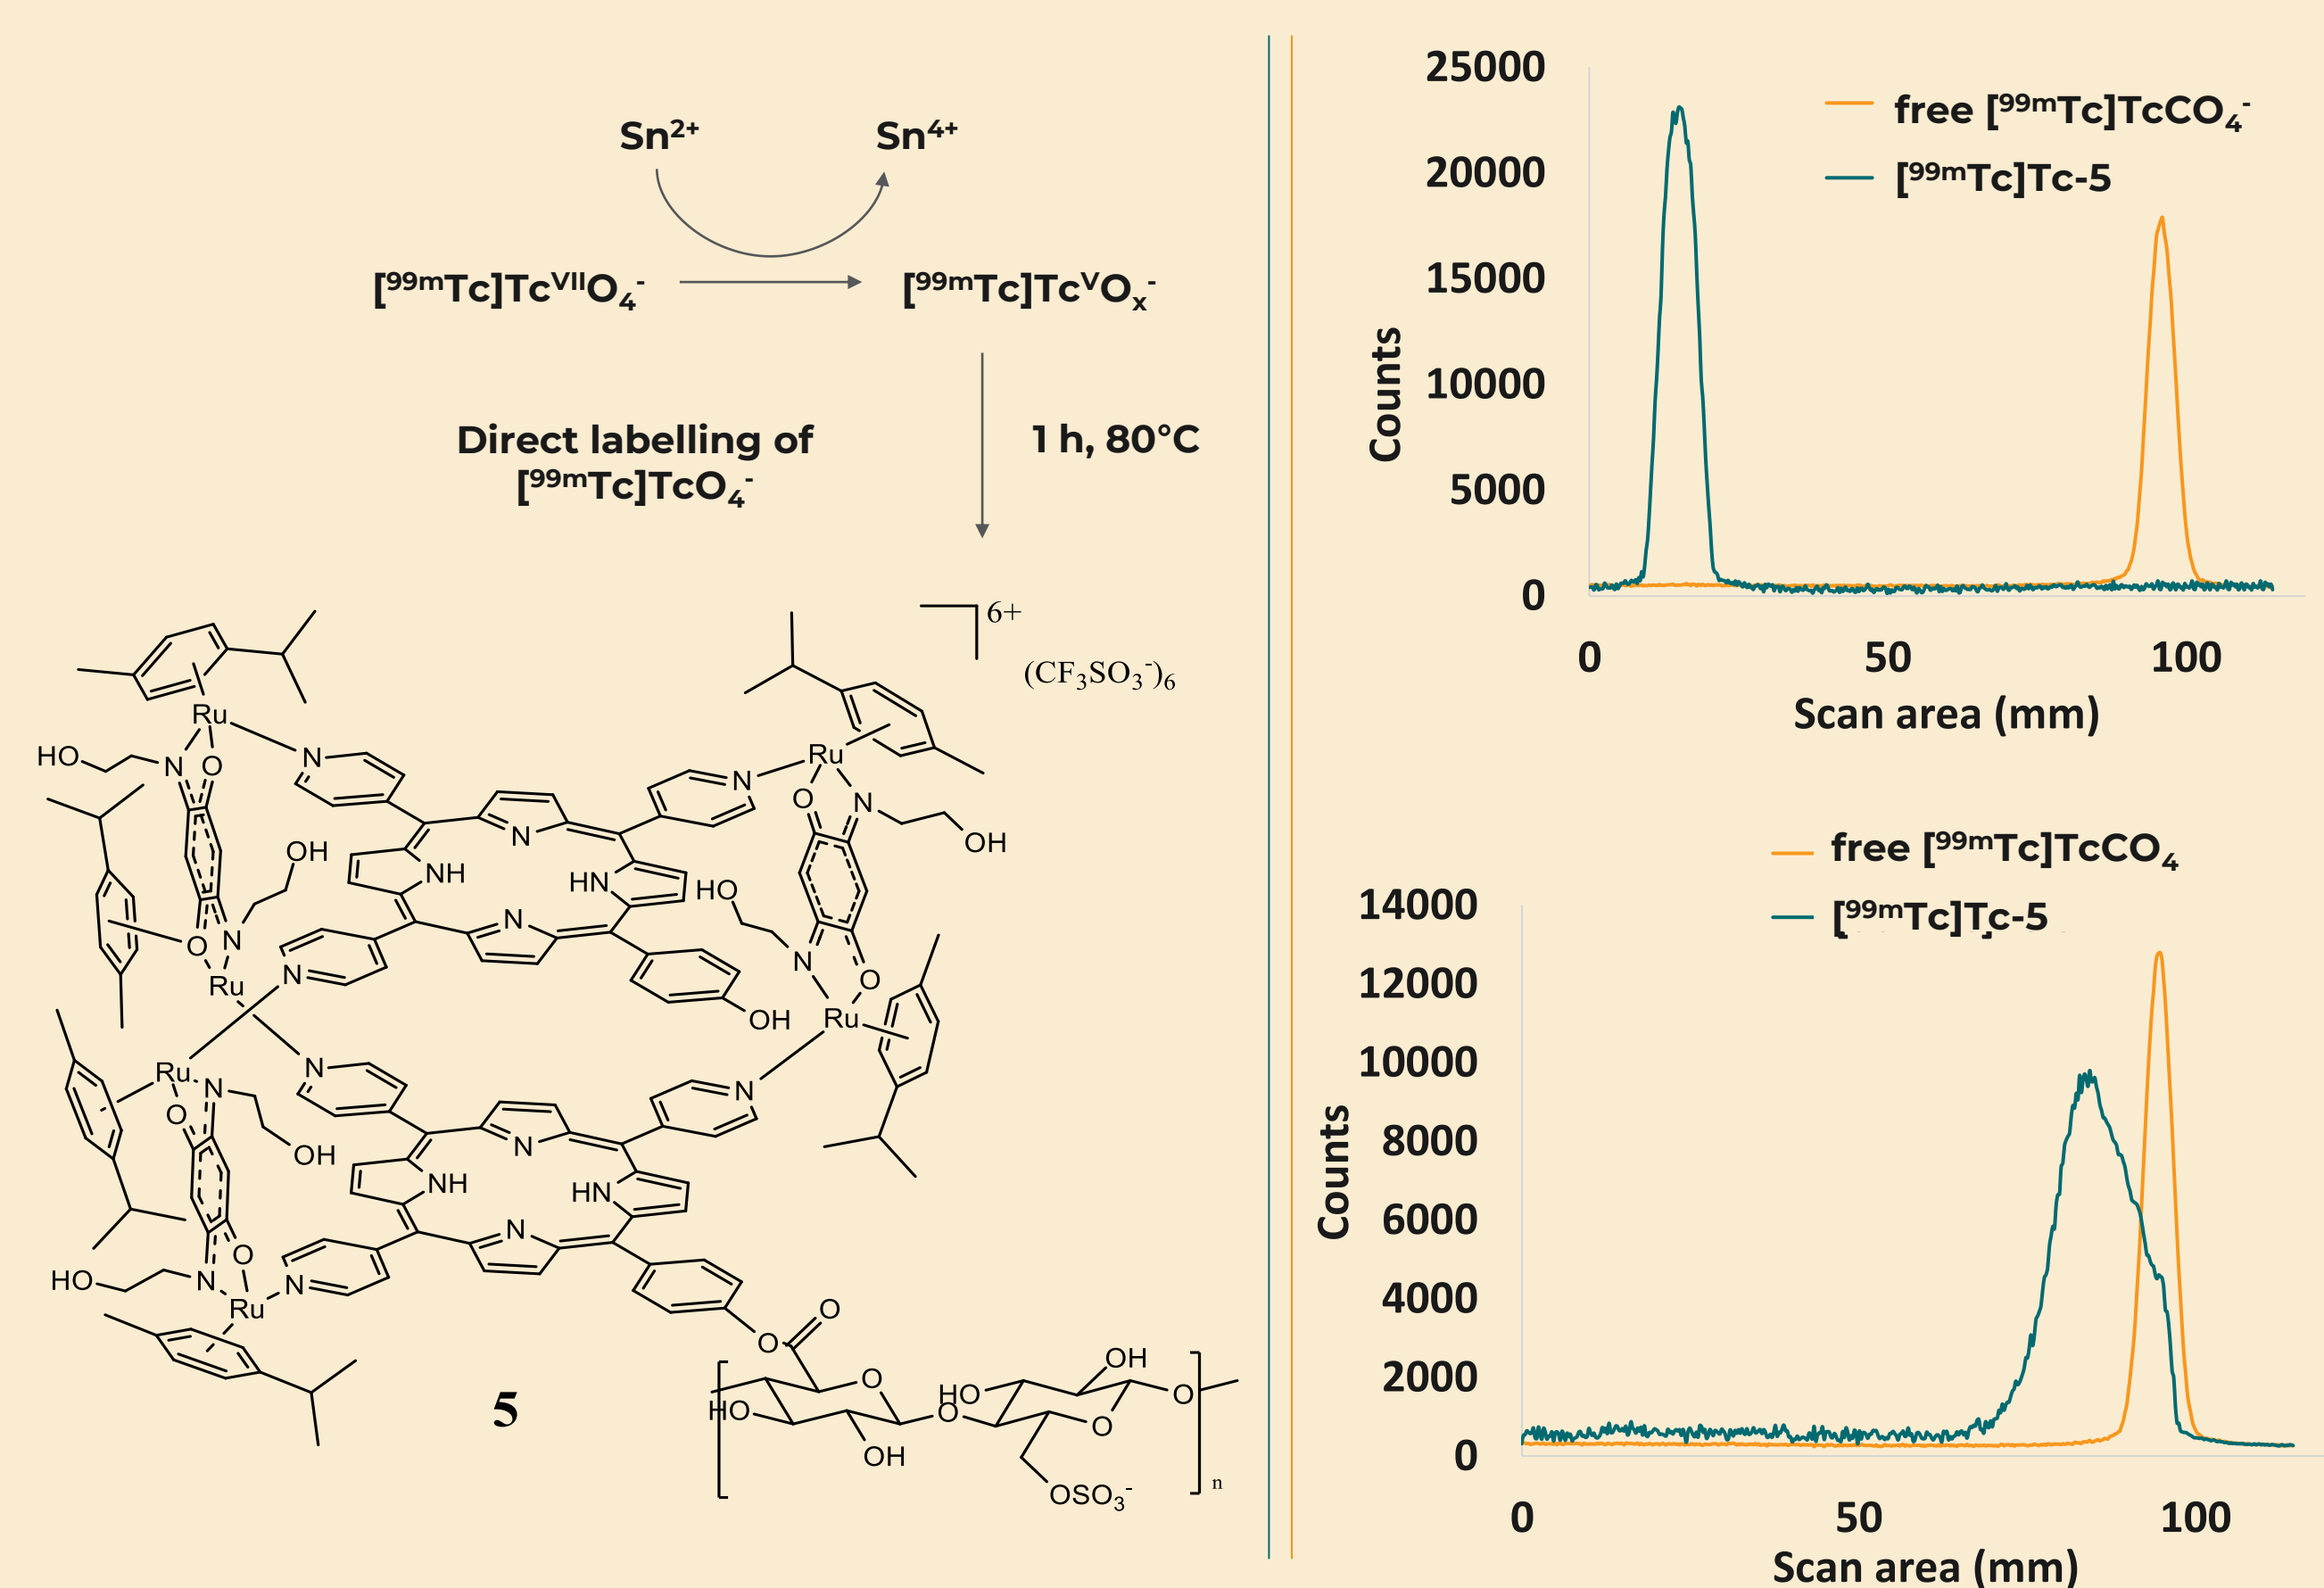 Sn²⁺ Sn⁴⁺
[⁹⁹ᵐTc]TcⱽᴵᴵO₄⁻ [⁹⁹ᵐTc]TcⱽOₓ⁻
Direct labelling of
[⁹⁹ᵐTc]TcO₄⁻
1 h, 80°C
6+
(CF₃SO₃⁻)₆
Ru
Ru
HO
N
O
N
N
O
N
OH
N
OH
NH
HN
HO
O
N
N
N
O
Ru
N
OH
Ru
Ru
N
N
N
O
N
OH
NH
HN
O
N
HO
N
N
Ru
O
O
5
O
HO
OH
O
HO
OH
O
O
OSO₃⁻
n
25000
20000
15000
10000
5000
0
Counts
free [⁹⁹ᵐTc]TcCO₄⁻
[⁹⁹ᵐTc]Tc-5
0 50 100
Scan area (mm)
free [⁹⁹ᵐTc]TcCO₄
[⁹⁹ᵐTc]Tc-5
14000
12000
10000
8000
6000
4000
2000
0
Counts
0 50 100
Scan area (mm)